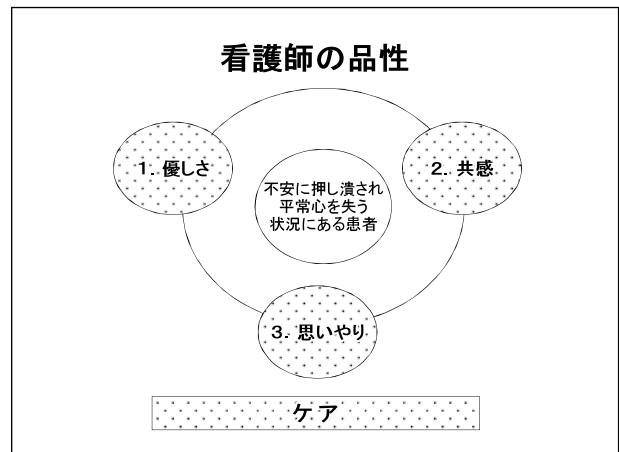 看護師の品性
1. 優しさ
2. 共感
不安に押し潰され
平常心を失う
状況にある患者
3. 思いやり
ケア